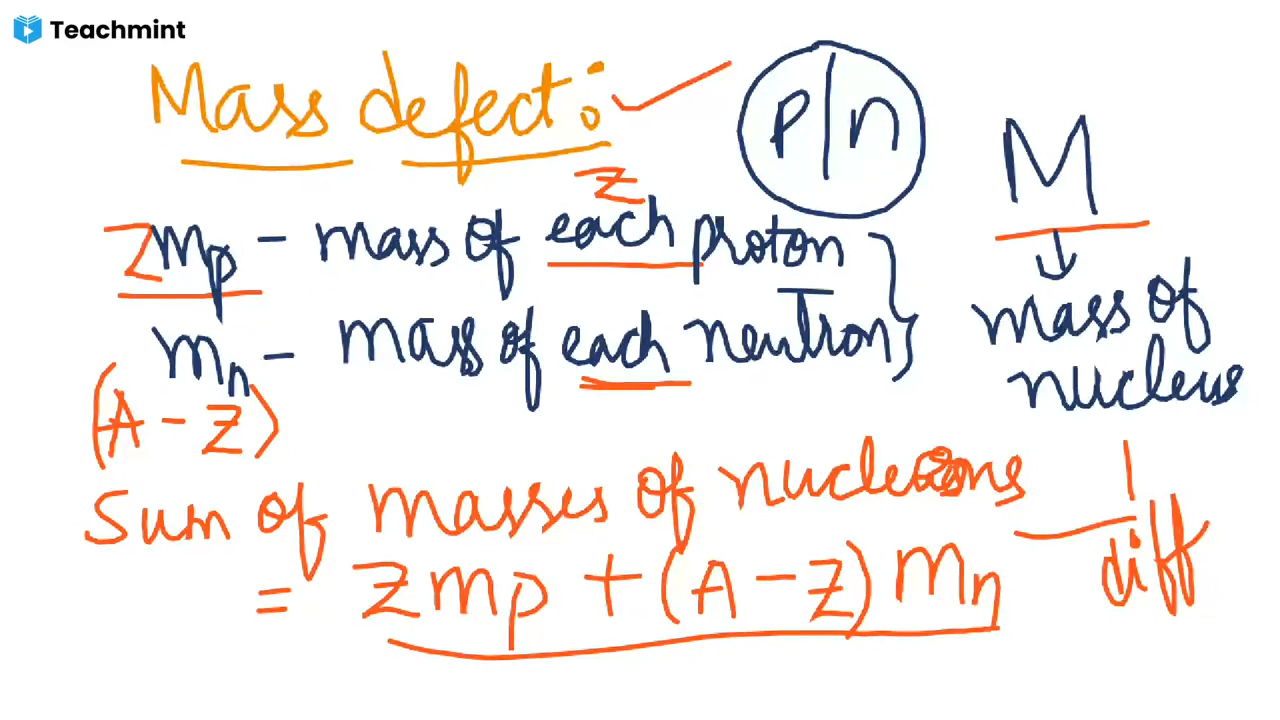 Teachmint
Mass defect :
p | n
M
Z
Zmp - mass of each proton
mn - mass of each neutron
mass of
nucleus
(A - Z)
Sum of masses of nucleons
diff
= Zmp + (A - Z) mn